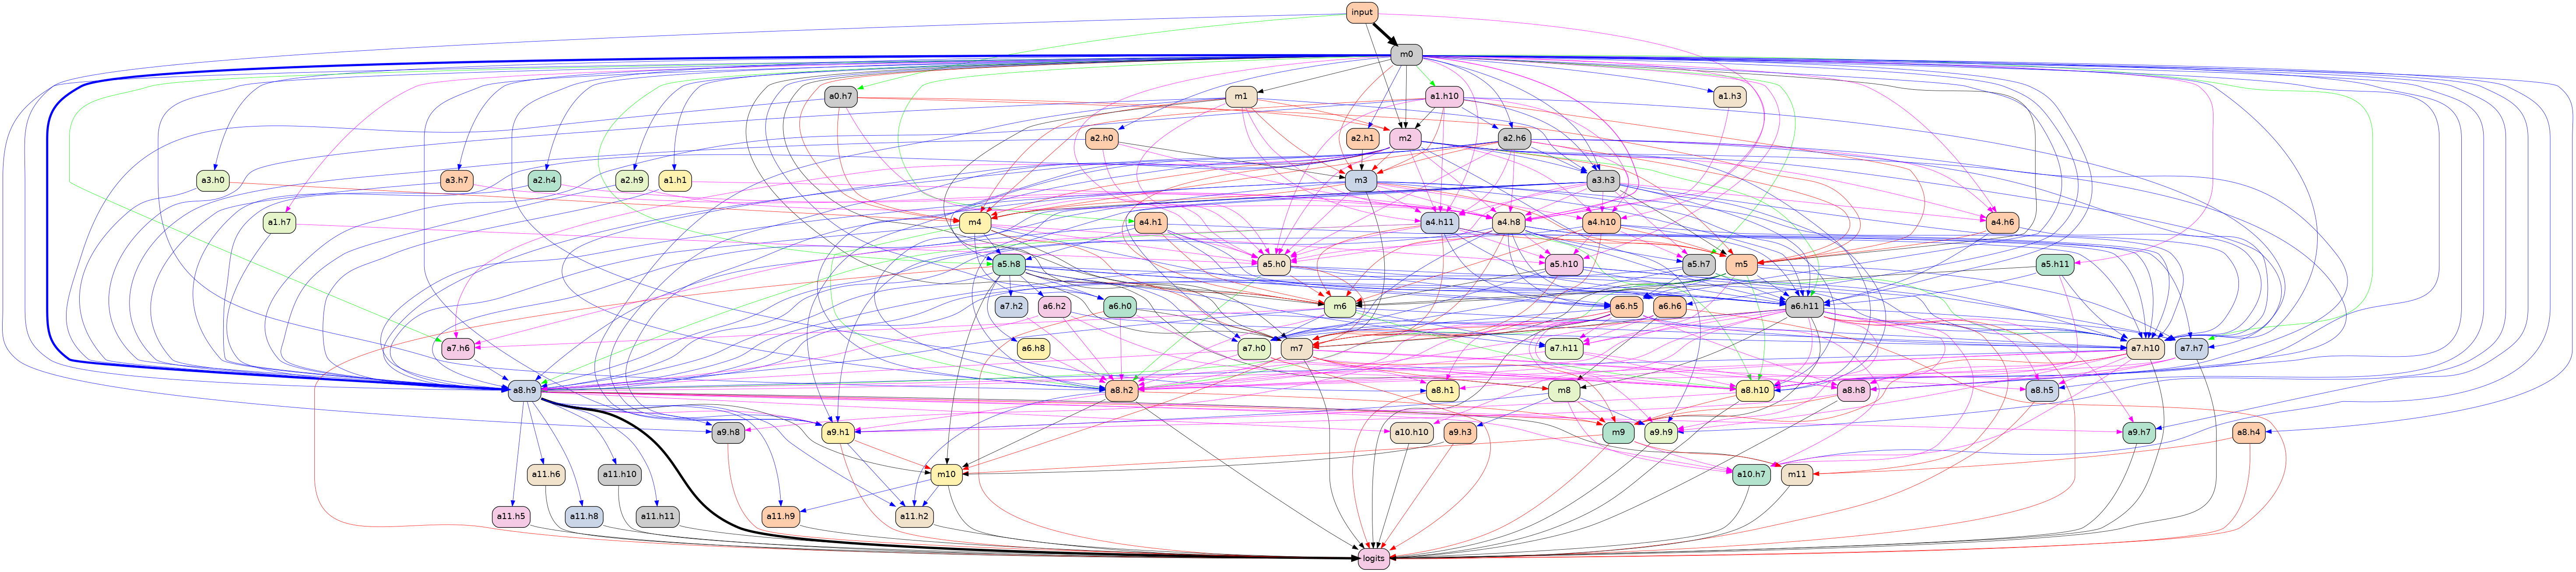 input
m0
a0.h7 m1 a1.h10 a1.h3
a2.h0 a2.h1 m2 a2.h6
a3.h0 a3.h7 a2.h4 a2.h9 a1.h1 m3 a3.h3
a1.h7 m4 a4.h1 a4.h11 a4.h8 a4.h10 a4.h6
a5.h8 a5.h0 a5.h10 a5.h7 m5 a5.h11
a7.h2 a6.h2 a6.h0 m6 a6.h5 a6.h6 a6.h11
a7.h6 a6.h8 a7.h0 m7 a7.h11 a7.h10 a7.h7
a8.h9 a8.h2 a8.h1 m8 a8.h10 a8.h8 a8.h5
a9.h8 a9.h1 a10.h10 a9.h3 m9 a9.h9 a9.h7 a8.h4
a11.h6 a11.h10 m10 a10.h7 m11
a11.h5 a11.h8 a11.h11 a11.h9 a11.h2
logits